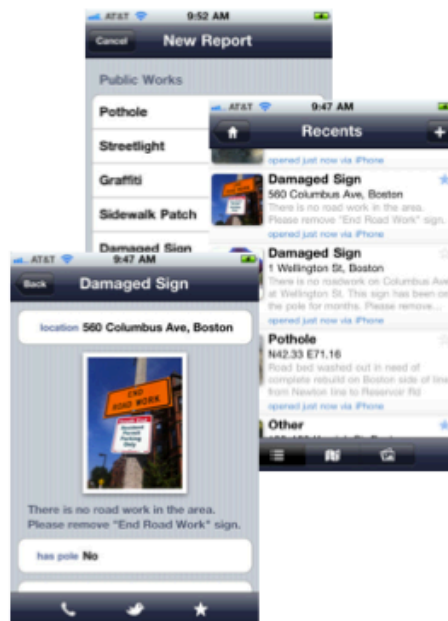 AT&T 9:52 AM
Cancel New Report
Public Works
Pothole
Streetlight
Graffiti
Sidewalk Patch
Damaged Sign
AT&T 9:47 AM
Recents
opened just now via iPhone
Damaged Sign
560 Columbus Ave, Boston
There is no road work in the area.
Please remove "End Road Work" sign.
opened just now via iPhone
Damaged Sign
1 Wellington St, Boston
There is no roadwork on Columbus Ave
at Wellington St. This sign has been on
the pole for months. Please remove...
opened just now via iPhone
Pothole
N42.33 E71.16
Road bed washed out in need of
complete rebuild on Boston side of line
from Newton line to Reservoir Rd
opened just now via iPhone
Other
AT&T 9:47 AM
Back Damaged Sign
location 560 Columbus Ave, Boston
END
ROAD WORK
Resident
Permit
Parking
Only
There is no road work in the area.
Please remove "End Road Work" sign.
has pole No